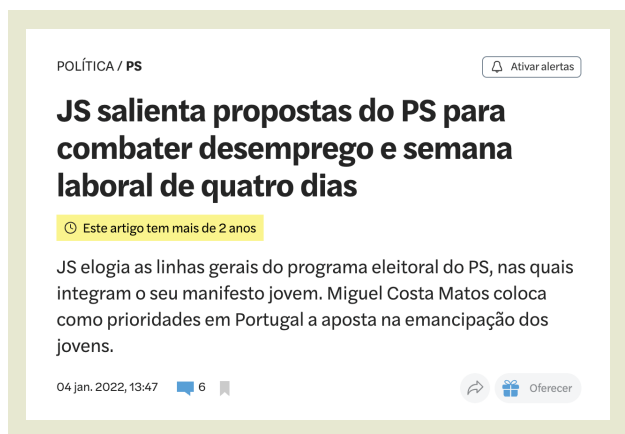 POLÍTICA / PS
Ativar alertas
JS salienta propostas do PS para
combater desemprego e semana
laboral de quatro dias
Este artigo tem mais de 2 anos
JS elogia as linhas gerais do programa eleitoral do PS, nas quais
integram o seu manifesto jovem. Miguel Costa Matos coloca
como prioridades em Portugal a aposta na emancipação dos
jovens.
04 jan. 2022, 13:47
6
Oferecer